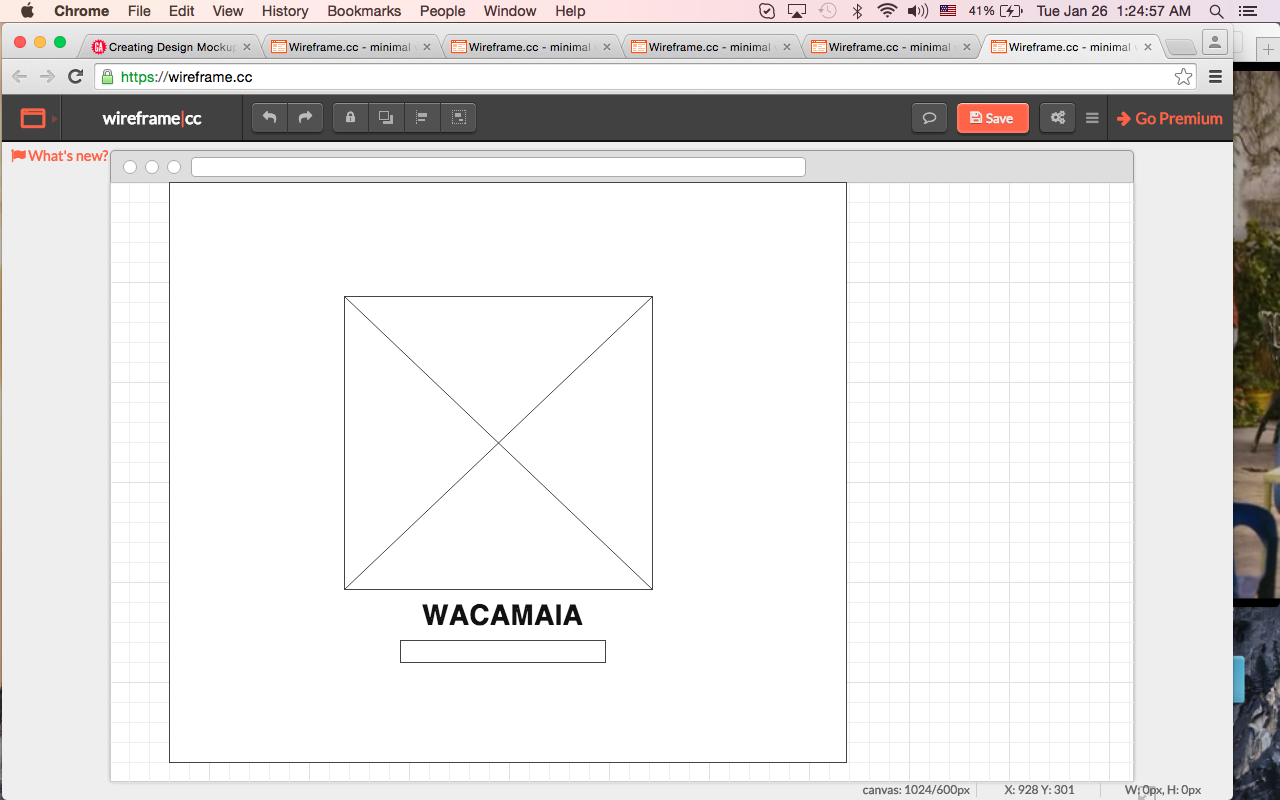 Chrome File Edit View History Bookmarks People Window Help 41% Tue Jan 26 1:24:57 AM
Creating Design Mockup Wireframe.cc - minimal Wireframe.cc - minimal Wireframe.cc - minimal Wireframe.cc - minimal Wireframe.cc - minimal
https://wireframe.cc
wireframe|cc Save Go Premium
What's new?
WACAMAIA
canvas: 1024/600px X: 928 Y: 301 W: 0px, H: 0px